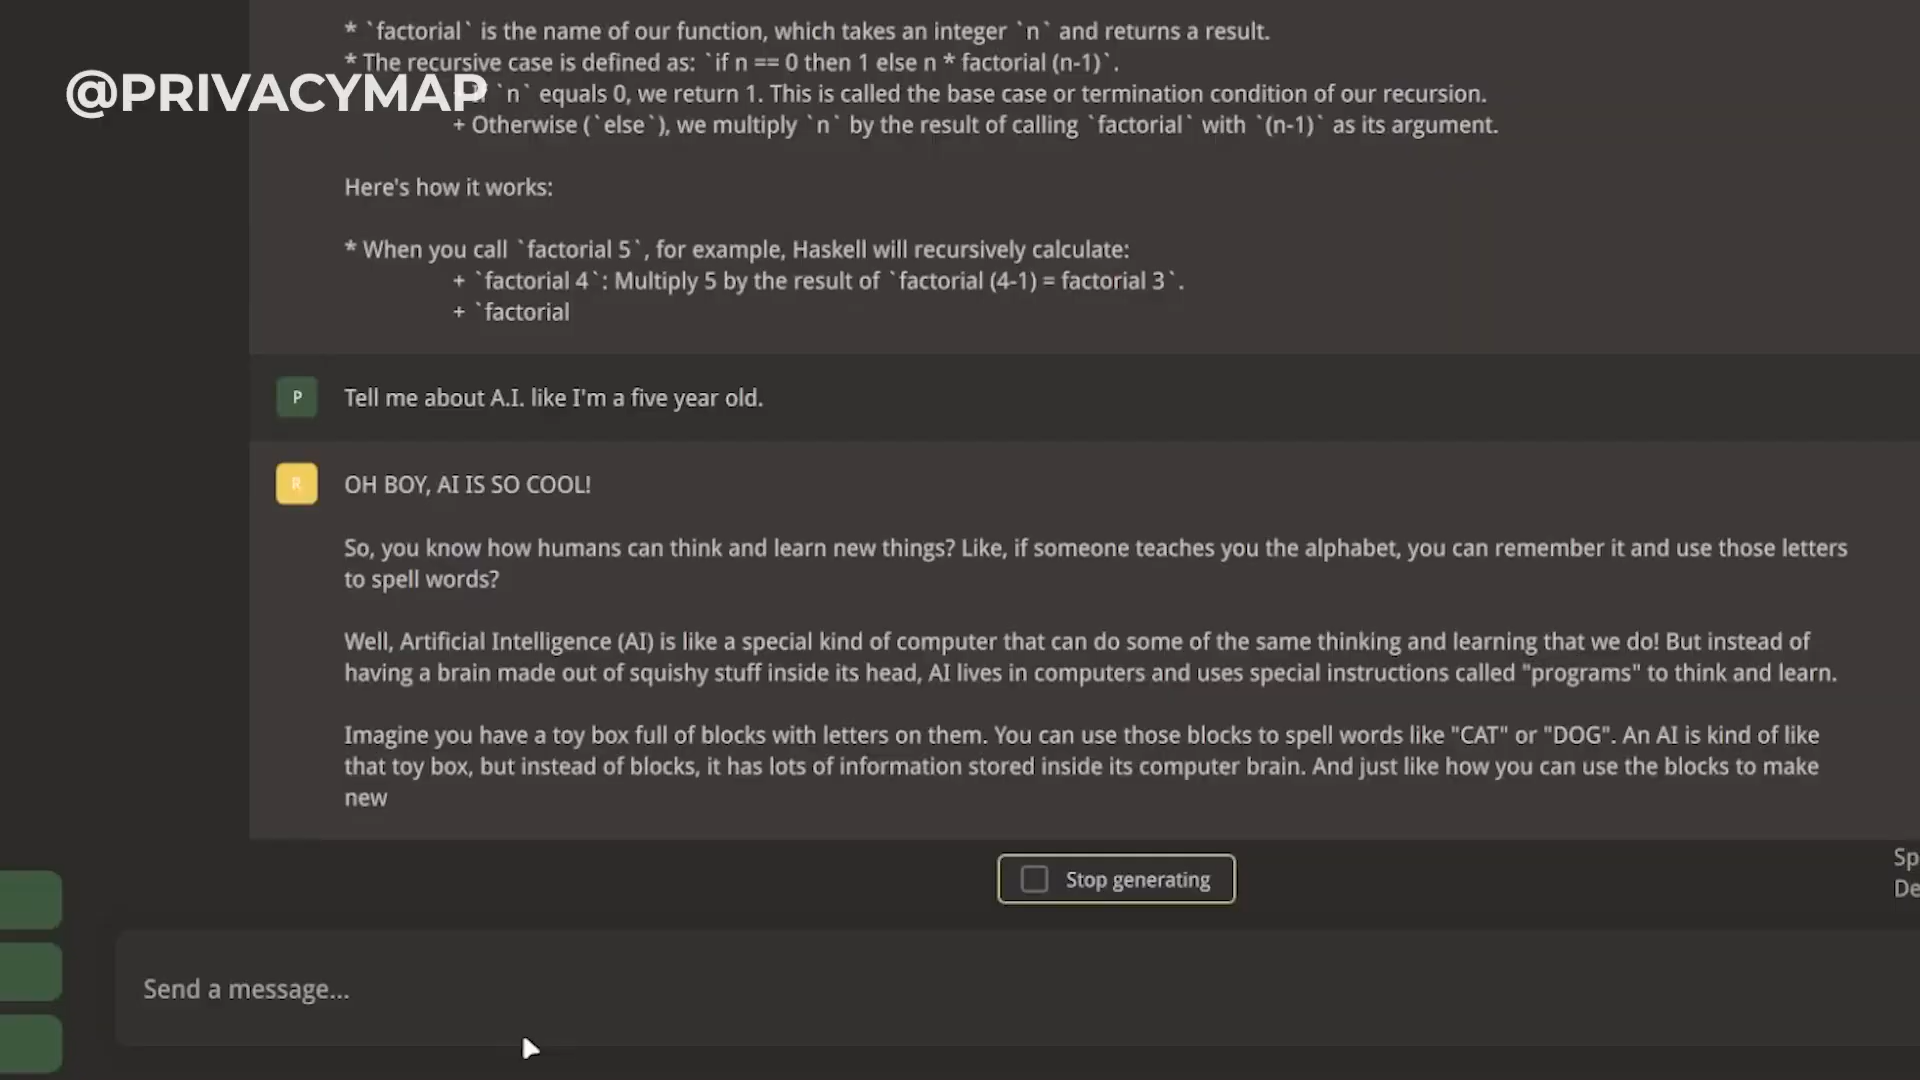 * `factorial` is the name of our function, which takes an integer `n` and returns a result.
* The recursive case is defined as: `if n == 0 then 1 else n * factorial (n-1)`.
@PRIVACYMAP
`n` equals 0, we return 1. This is called the base case or termination condition of our recursion.
+ Otherwise (`else`), we multiply `n` by the result of calling `factorial` with `(n-1)` as its argument.
Here's how it works:
* When you call `factorial 5`, for example, Haskell will recursively calculate:
+ `factorial 4`: Multiply 5 by the result of `factorial (4-1) = factorial 3`.
+ `factorial
P
Tell me about A.I. like I'm a five year old.
R
OH BOY, AI IS SO COOL!
So, you know how humans can think and learn new things? Like, if someone teaches you the alphabet, you can remember it and use those letters
to spell words?
Well, Artificial Intelligence (AI) is like a special kind of computer that can do some of the same thinking and learning that we do! But instead of
having a brain made out of squishy stuff inside its head, AI lives in computers and uses special instructions called "programs" to think and learn.
Imagine you have a toy box full of blocks with letters on them. You can use those blocks to spell words like "CAT" or "DOG". An AI is kind of like
that toy box, but instead of blocks, it has lots of information stored inside its computer brain. And just like how you can use the blocks to make
new
Stop generating
Sp
De
Send a message...